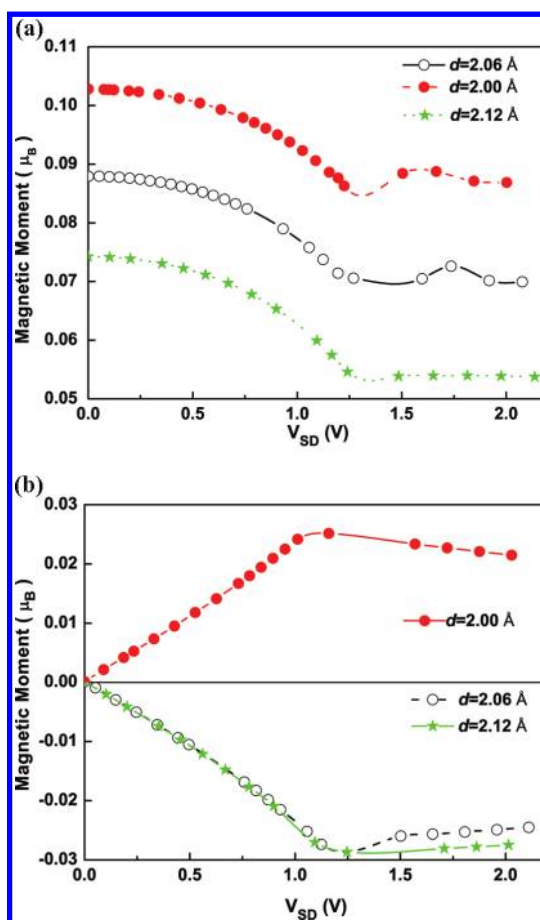 (a)
0.11
0.10
0.09
0.08
0.07
0.06
0.05
Magnetic Moment ( μB)
d=2.06 Å
d=2.00 Å
d=2.12 Å
0.0 0.5 1.0 1.5 2.0
VSD (V)
(b)
0.03
0.02
0.01
0.00
-0.01
-0.02
-0.03
Magnetic Moment ( μB)
d=2.00 Å
d=2.06 Å
d=2.12 Å
0.0 0.5 1.0 1.5 2.0
VSD (V)